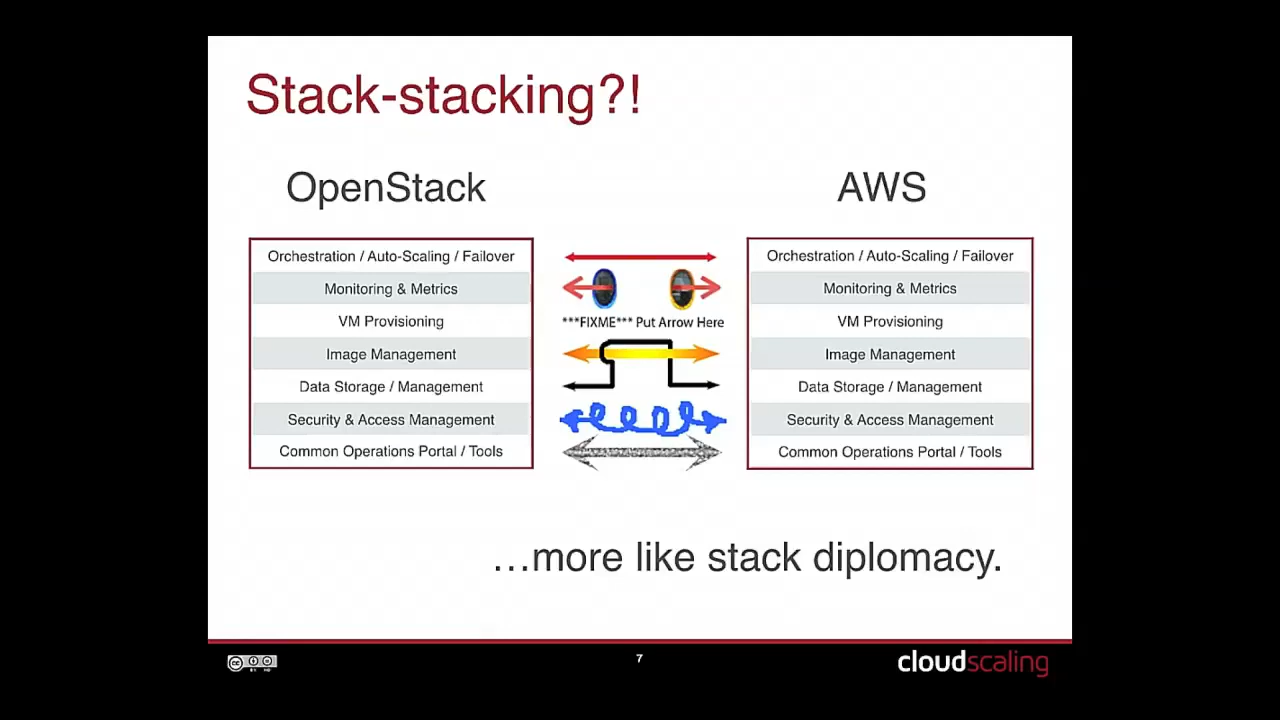 Stack-stacking?!
OpenStack
AWS
Orchestration / Auto-Scaling / Failover
Monitoring & Metrics
VM Provisioning
Image Management
Data Storage / Management
Security & Access Management
Common Operations Portal / Tools
***FIXME*** Put Arrow Here
Orchestration / Auto-Scaling / Failover
Monitoring & Metrics
VM Provisioning
Image Management
Data Storage / Management
Security & Access Management
Common Operations Portal / Tools
…more like stack diplomacy.
cc
7
cloudscaling